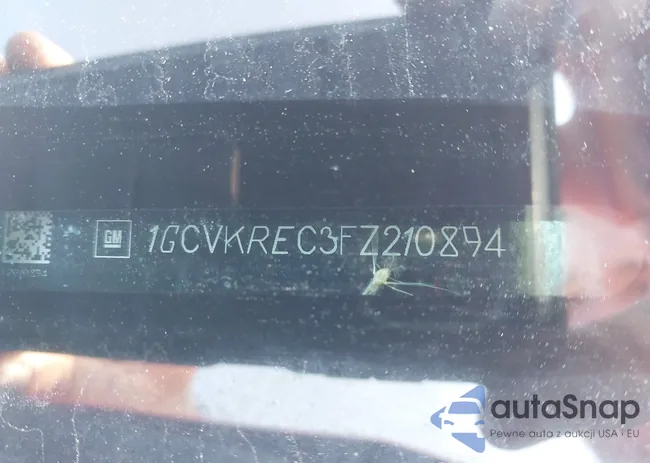 GM 1GCVKREC3FZ210894
autaSnap
Pewne auta z aukcji USA i EU